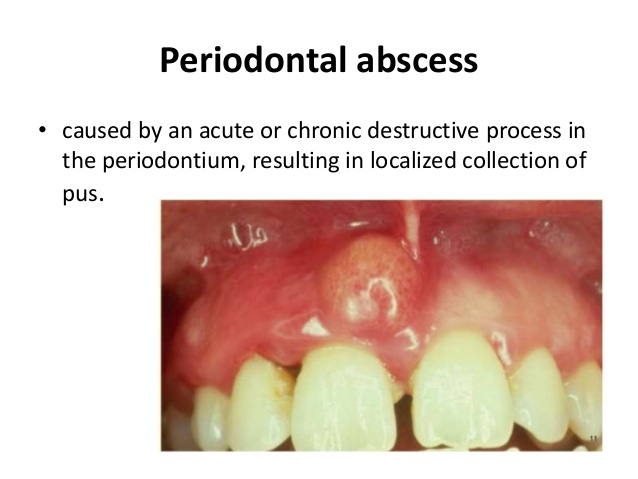 Periodontal abscess
• caused by an acute or chronic destructive process in
the periodontium, resulting in localized collection of
pus.
11